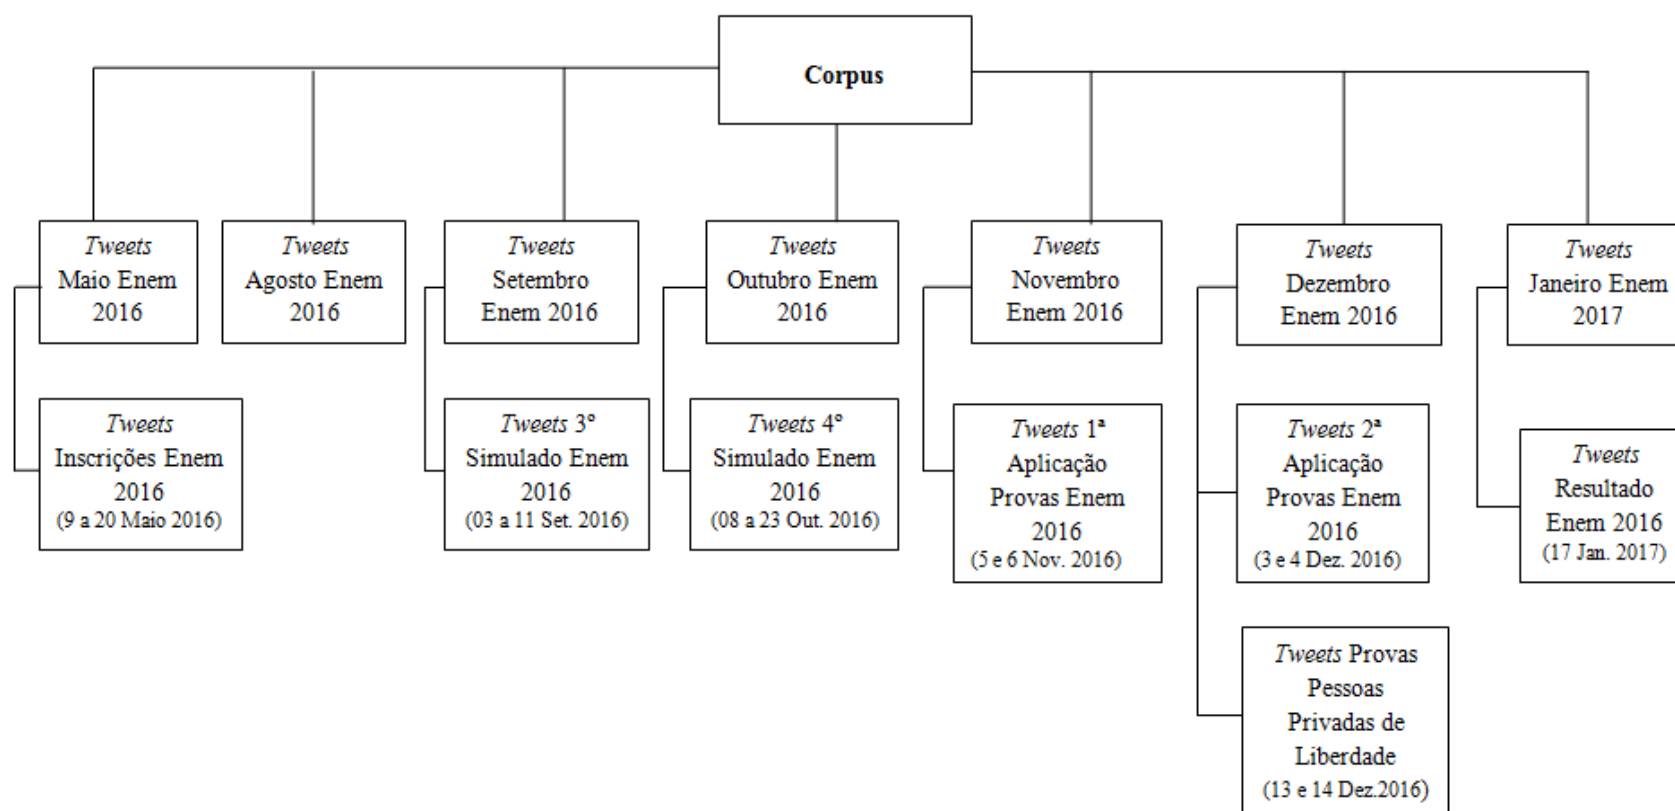 Corpus
Tweets
Maio Enem
2016
Tweets
Agosto Enem
2016
Tweets
Setembro
Enem 2016
Tweets
Outubro Enem
2016
Tweets
Novembro
Enem 2016
Tweets
Dezembro
Enem 2016
Tweets
Janeiro Enem
2017
Tweets
Inscrições Enem
2016
(9 a 20 Maio 2016)
Tweets 3º
Simulado Enem
2016
(03 a 11 Set. 2016)
Tweets 4º
Simulado Enem
2016
(08 a 23 Out. 2016)
Tweets 1ª
Aplicação
Provas Enem
2016
(5 e 6 Nov. 2016)
Tweets 2ª
Aplicação
Provas Enem
2016
(3 e 4 Dez. 2016)
Tweets
Resultado
Enem 2016
(17 Jan. 2017)
Tweets Provas
Pessoas
Privadas de
Liberdade
(13 e 14 Dez.2016)